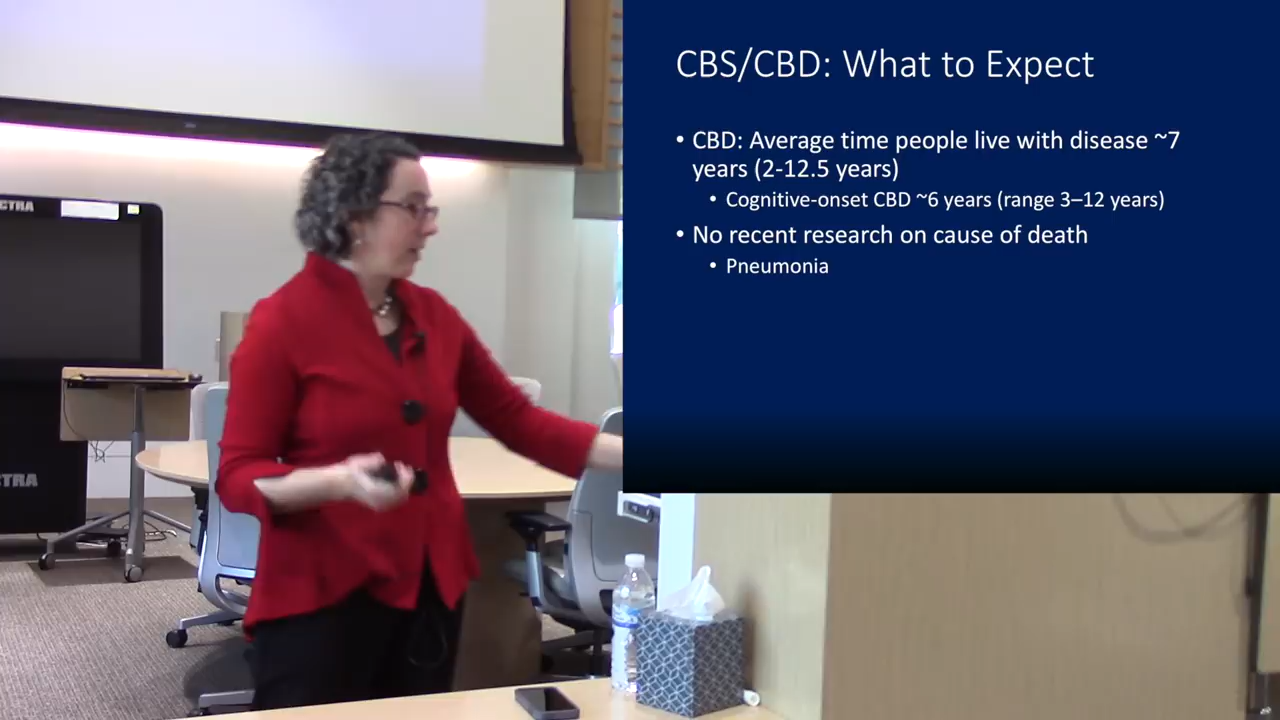 CBS/CBD: What to Expect
• CBD: Average time people live with disease ~7
years (2-12.5 years)
• Cognitive-onset CBD ~6 years (range 3–12 years)
• No recent research on cause of death
• Pneumonia
CTRA
CTRA